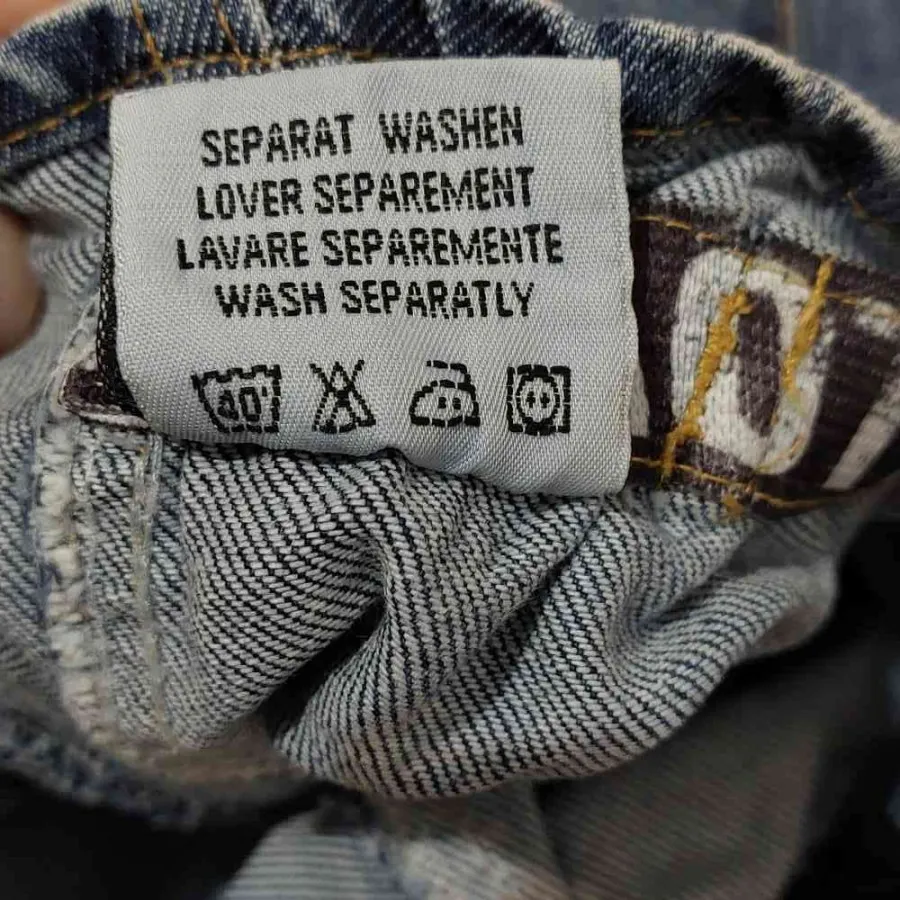 SEPARAT WASHEN
LOVER SEPAREMENT
LAVARE SEPAREMENTE
WASH SEPARATLY
40°